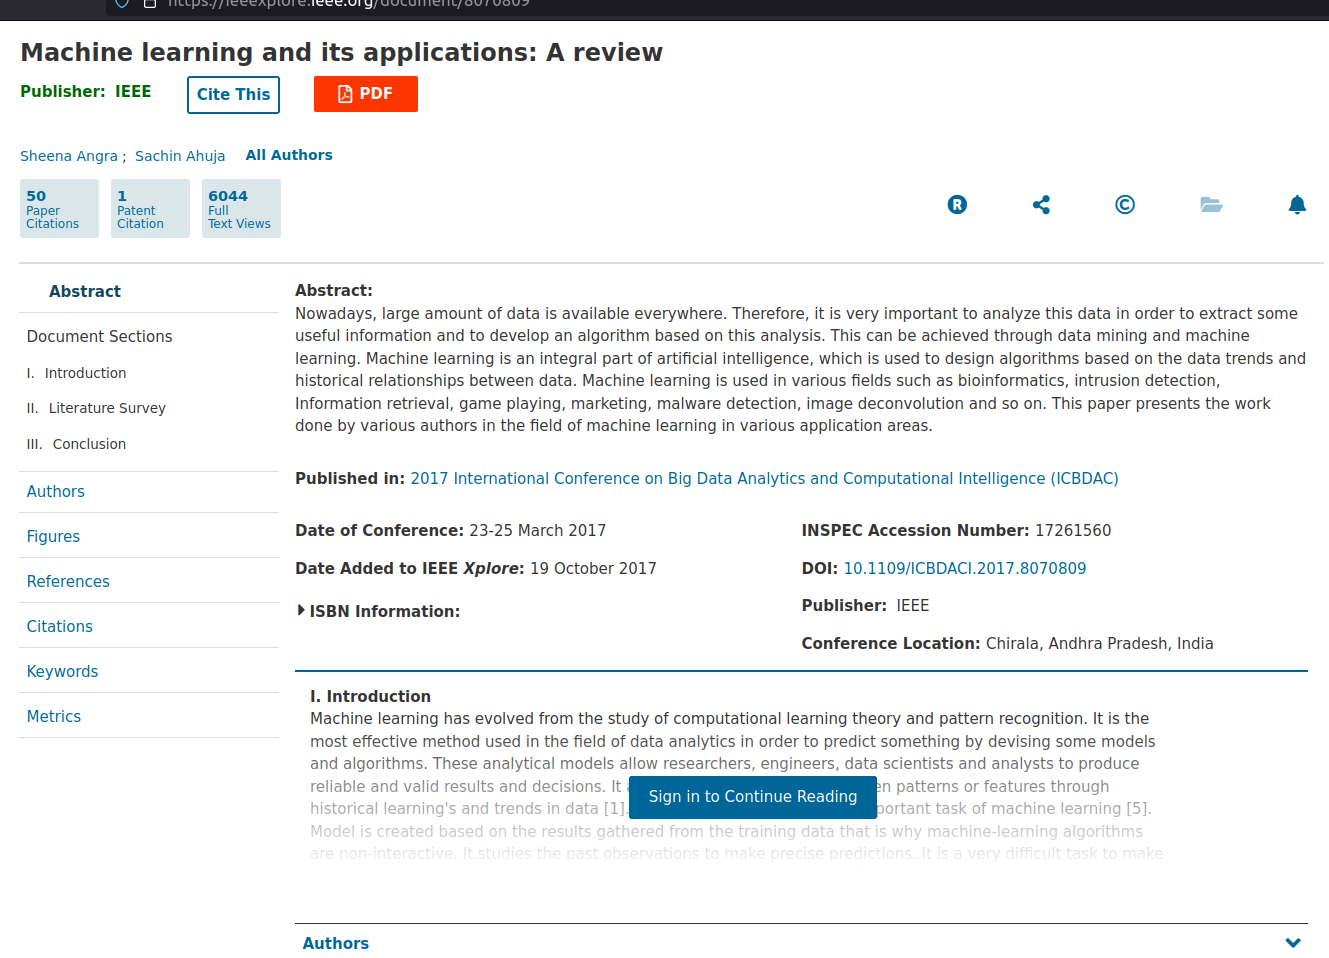 https://ieeexplore.ieee.org/document/8070809
Machine learning and its applications: A review
Publisher: IEEE
Cite This
PDF
Sheena Angra ; Sachin Ahuja All Authors
50
Paper
Citations
1
Patent
Citation
6044
Full
Text Views
R
©
Abstract
Document Sections
I. Introduction
II. Literature Survey
III. Conclusion
Authors
Figures
References
Citations
Keywords
Metrics
Abstract:
Nowadays, large amount of data is available everywhere. Therefore, it is very important to analyze this data in order to extract some
useful information and to develop an algorithm based on this analysis. This can be achieved through data mining and machine
learning. Machine learning is an integral part of artificial intelligence, which is used to design algorithms based on the data trends and
historical relationships between data. Machine learning is used in various fields such as bioinformatics, intrusion detection,
Information retrieval, game playing, marketing, malware detection, image deconvolution and so on. This paper presents the work
done by various authors in the field of machine learning in various application areas.
Published in: 2017 International Conference on Big Data Analytics and Computational Intelligence (ICBDAC)
Date of Conference: 23-25 March 2017
Date Added to IEEE Xplore: 19 October 2017
ISBN Information:
INSPEC Accession Number: 17261560
DOI: 10.1109/ICBDACI.2017.8070809
Publisher: IEEE
Conference Location: Chirala, Andhra Pradesh, India
I. Introduction
Machine learning has evolved from the study of computational learning theory and pattern recognition. It is the
most effective method used in the field of data analytics in order to predict something by devising some models
and algorithms. These analytical models allow researchers, engineers, data scientists and analysts to produce
reliable and valid results and decisions. It en patterns or features through
Sign in to Continue Reading
historical learning's and trends in data [1]. portant task of machine learning [5].
Model is created based on the results gathered from the training data that is why machine-learning algorithms
are non-interactive. It studies the past observations to make precise predictions. It is a very difficult task to make
Authors